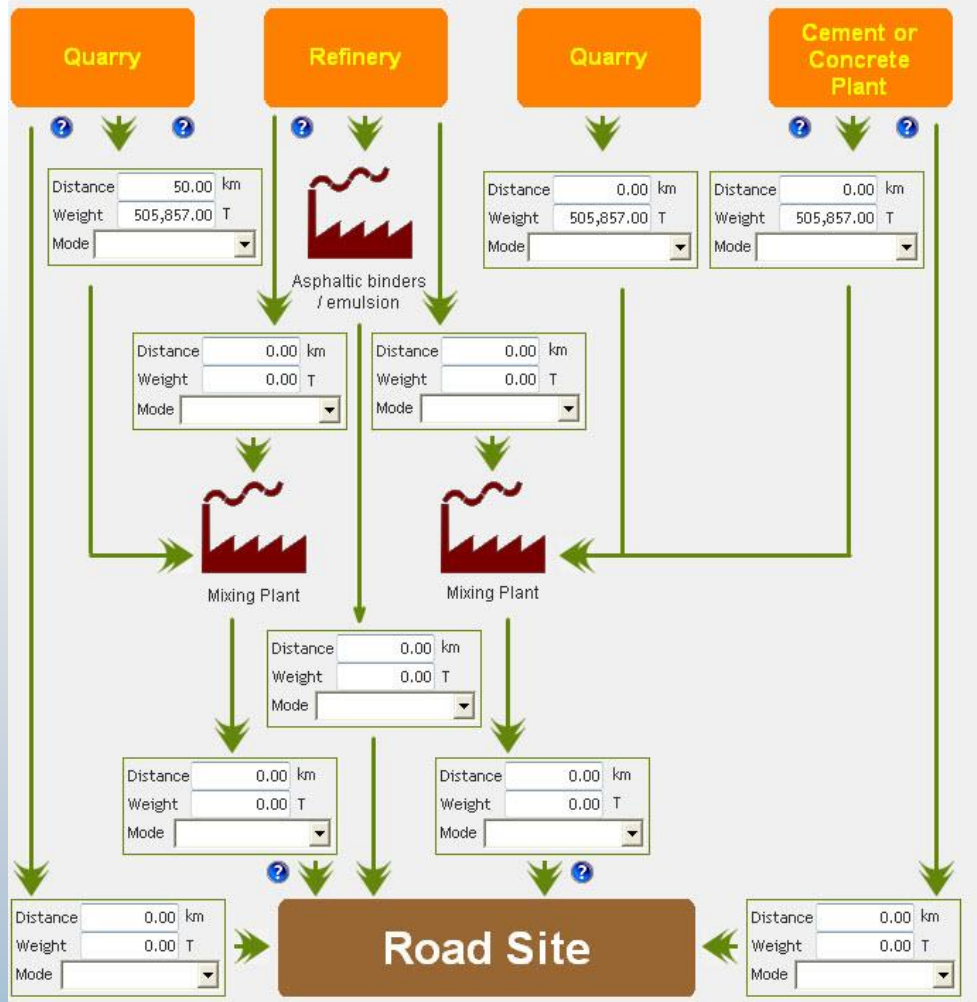 Quarry
Refinery
Quarry
Cement or
Concrete
Plant
?
?
?
?
?
Distance 50.00 km
Weight 505,857.00 T
Mode
Asphaltic binders
/ emulsion
Distance 0.00 km
Weight 505,857.00 T
Mode
Distance 0.00 km
Weight 505,857.00 T
Mode
Distance 0.00 km
Weight 0.00 T
Mode
Distance 0.00 km
Weight 0.00 T
Mode
Mixing Plant
Mixing Plant
Distance 0.00 km
Weight 0.00 T
Mode
Distance 0.00 km
Weight 0.00 T
Mode
Distance 0.00 km
Weight 0.00 T
Mode
?
?
Distance 0.00 km
Weight 0.00 T
Mode
Road Site
Distance 0.00 km
Weight 0.00 T
Mode